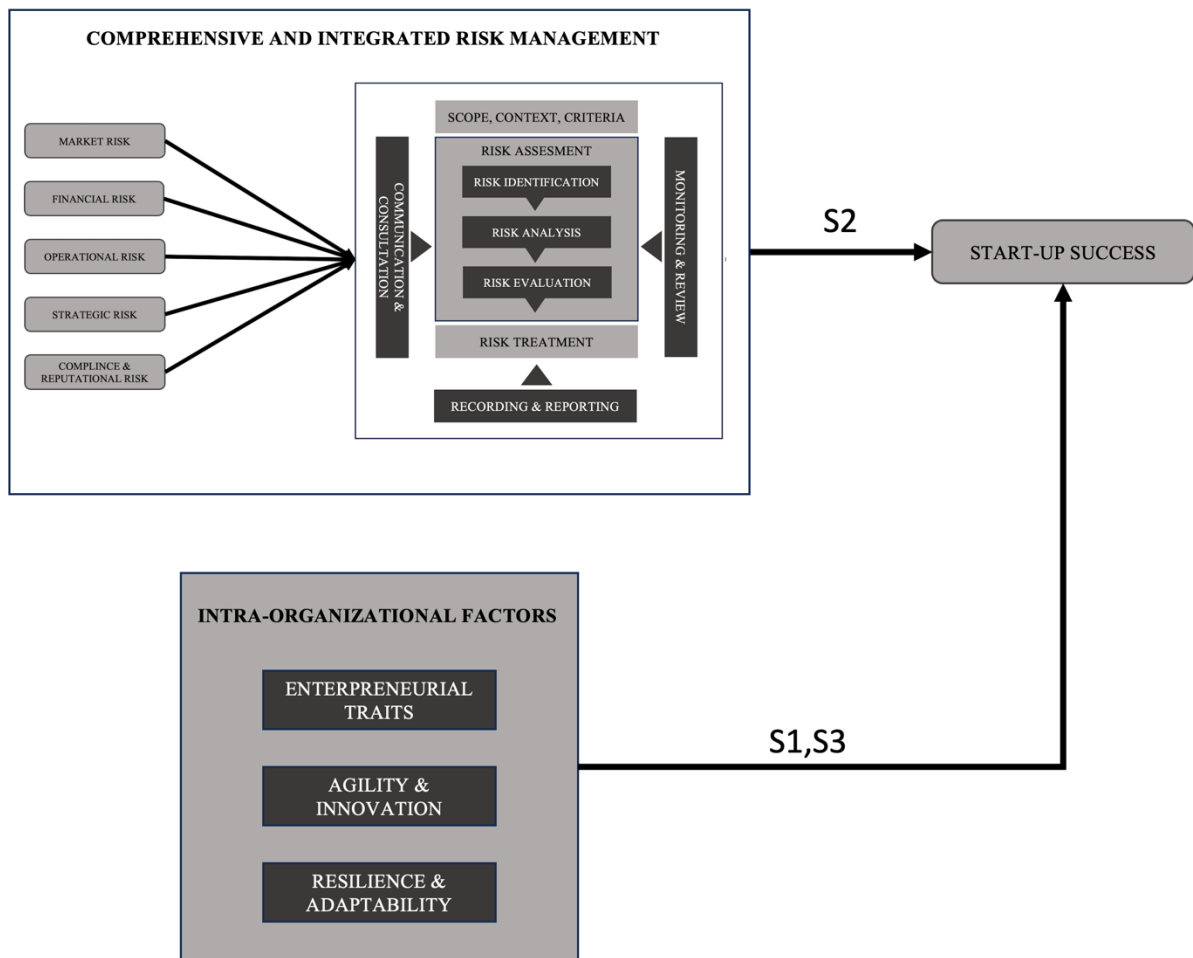 COMPREHENSIVE AND INTEGRATED RISK MANAGEMENT
MARKET RISK
FINANCIAL RISK
OPERATIONAL RISK
STRATEGIC RISK
COMPLINCE &
REPUTATIONAL RISK
SCOPE, CONTEXT, CRITERIA
COMMUNICATION &
CONSULTATION
RISK ASSESMENT
RISK IDENTIFICATION
RISK ANALYSIS
RISK EVALUATION
MONITORING & REVIEW
RISK TREATMENT
RECORDING & REPORTING
S2
START-UP SUCCESS
INTRA-ORGANIZATIONAL FACTORS
ENTERPRENEURIAL
TRAITS
AGILITY &
INNOVATION
RESILIENCE &
ADAPTABILITY
S1,S3